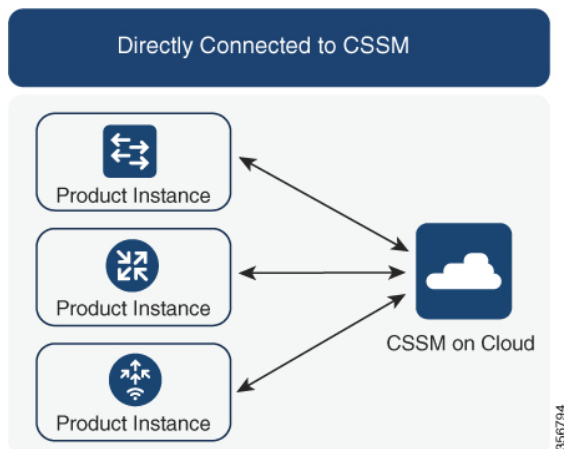 Directly Connected to CSSM
Product Instance
Product Instance
CSSM on Cloud
Product Instance
356794